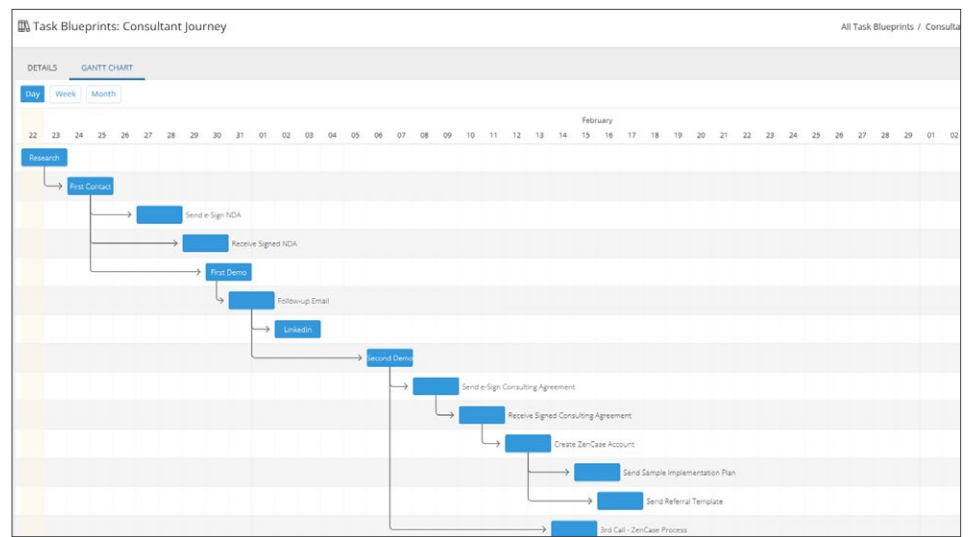 Task Blueprints: Consultant Journey
All Task Blueprints / Consulta
DETAILS GANTT CHART
Day Week Month
February
22 23 24 25 26 27 28 29 30 31 01 02 03 04 05 06 07 08 09 10 11 12 13 14 15 16 17 18 19 20 21 22 23 24 25 26 27 28 29 01 02
Research
First Contact
Send e-Sign NDA
Receive Signed NDA
First Demo
Follow-up Email
LinkedIn
Second Demo
Send e-Sign Consulting Agreement
Receive Signed Consulting Agreement
Create ZenCase Account
Send Sample Implementation Plan
Send Referral Template
3rd Call - ZenCase Process